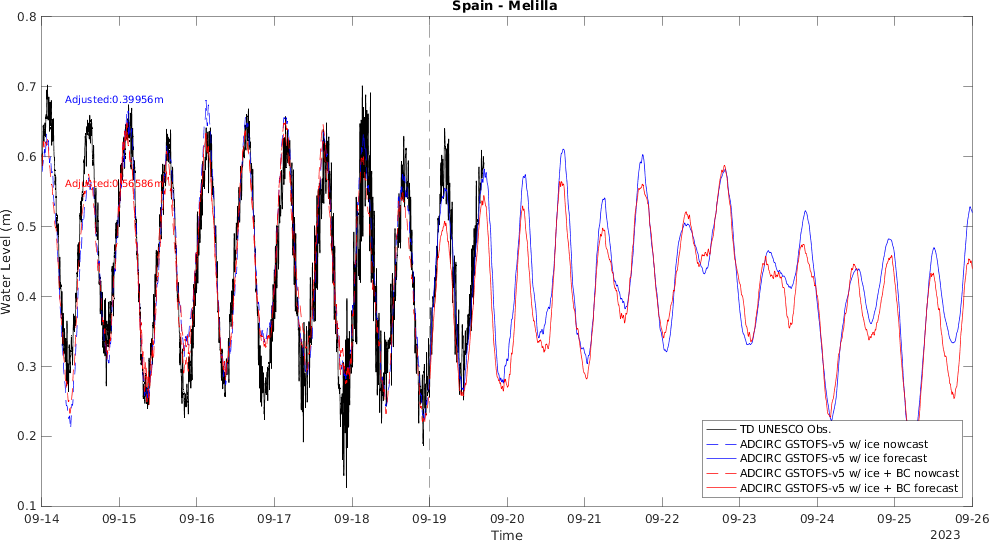 Spain - Melilla
0.8
0.7
0.6
0.5
0.4
0.3
0.2
0.1
Water Level (m)
Adjusted:0.39956m
Adjusted:0.56586m
TD UNESCO Obs.
ADCIRC GSTOFS-v5 w/ ice nowcast
ADCIRC GSTOFS-v5 w/ ice forecast
ADCIRC GSTOFS-v5 w/ ice + BC nowcast
ADCIRC GSTOFS-v5 w/ ice + BC forecast
09-14 09-15 09-16 09-17 09-18 09-19 09-20 09-21 09-22 09-23 09-24 09-25 09-26
Time
2023